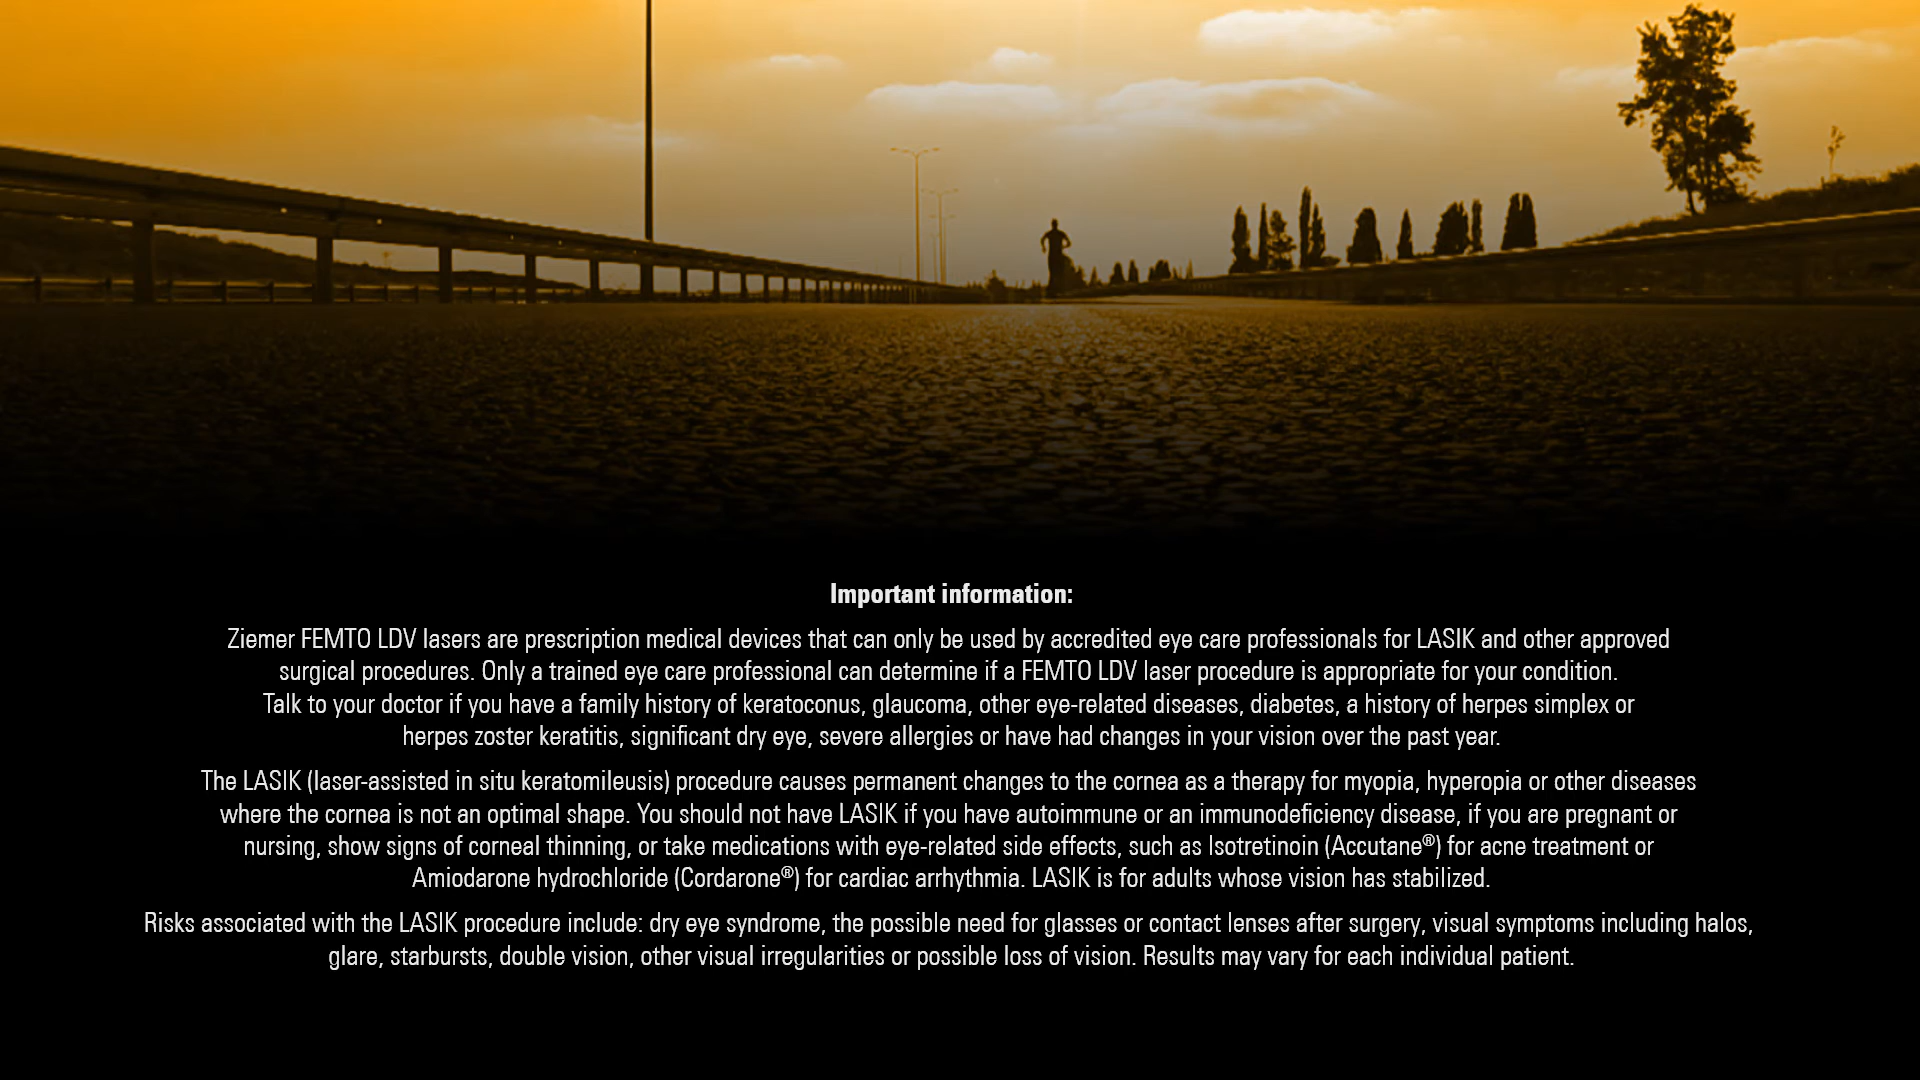 Important information:
Ziemer FEMTO LDV lasers are prescription medical devices that can only be used by accredited eye care professionals for LASIK and other approved
surgical procedures. Only a trained eye care professional can determine if a FEMTO LDV laser procedure is appropriate for your condition.
Talk to your doctor if you have a family history of keratoconus, glaucoma, other eye-related diseases, diabetes, a history of herpes simplex or
herpes zoster keratitis, significant dry eye, severe allergies or have had changes in your vision over the past year.
The LASIK (laser-assisted in situ keratomileusis) procedure causes permanent changes to the cornea as a therapy for myopia, hyperopia or other diseases
where the cornea is not an optimal shape. You should not have LASIK if you have autoimmune or an immunodeficiency disease, if you are pregnant or
nursing, show signs of corneal thinning, or take medications with eye-related side effects, such as Isotretinoin (Accutane®) for acne treatment or
Amiodarone hydrochloride (Cordarone®) for cardiac arrhythmia. LASIK is for adults whose vision has stabilized.
Risks associated with the LASIK procedure include: dry eye syndrome, the possible need for glasses or contact lenses after surgery, visual symptoms including halos,
glare, starbursts, double vision, other visual irregularities or possible loss of vision. Results may vary for each individual patient.